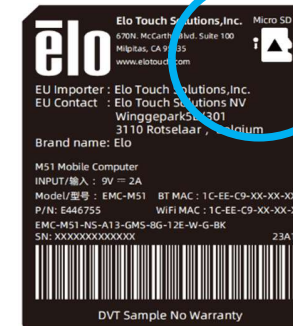 elo
Elo Touch Solutions,Inc. Micro SD
670N. McCarthy Blvd. Suite 100
Milpitas, CA 95035
www.elotouch.com
EU Importer : Elo Touch Solutions,Inc.
EU Contact : Elo Touch Solutions NV
Winggepark5B/301
3110 Rotselaar , Belgium
Brand name: Elo
M51 Mobile Computer
INPUT/输入 : 9V ⎓ 2A
Model/型号 : EMC-M51 BT MAC : 1C-EE-C9-XX-XX-XX
P/N: E446755 WiFi MAC : 1C-EE-C9-XX-XX-X
EMC-M51-NS-A13-GMS-8G-12E-W-G-BK
SN: XXXXXXXXXXXXX 23A1
DVT Sample No Warranty